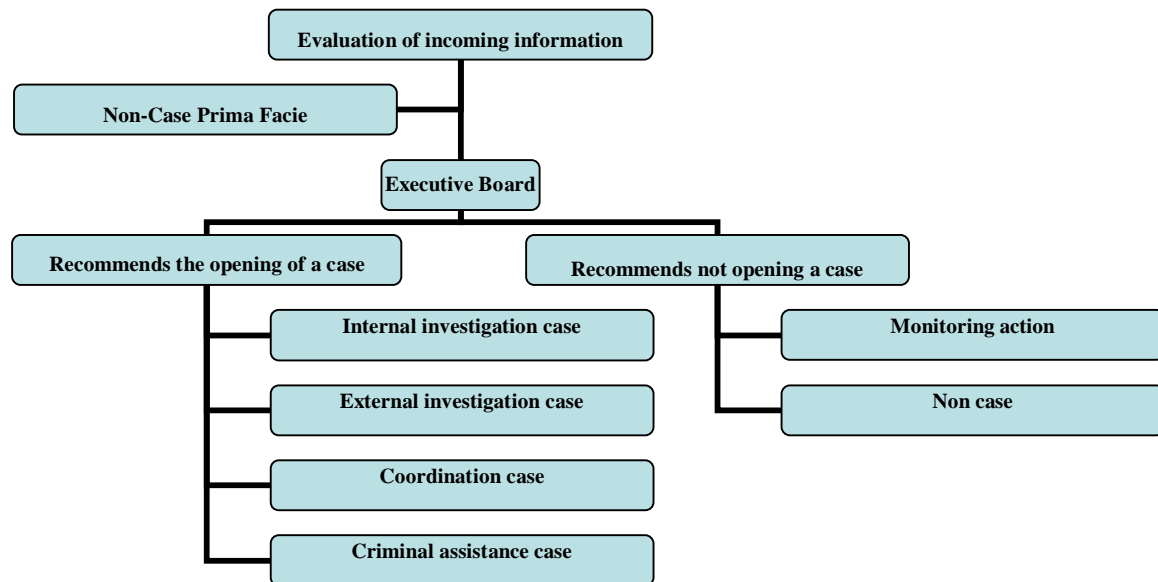 Evaluation of incoming information
Non-Case Prima Facie
Executive Board
Recommends the opening of a case
Recommends not opening a case
Internal investigation case
Monitoring action
External investigation case
Non case
Coordination case
Criminal assistance case